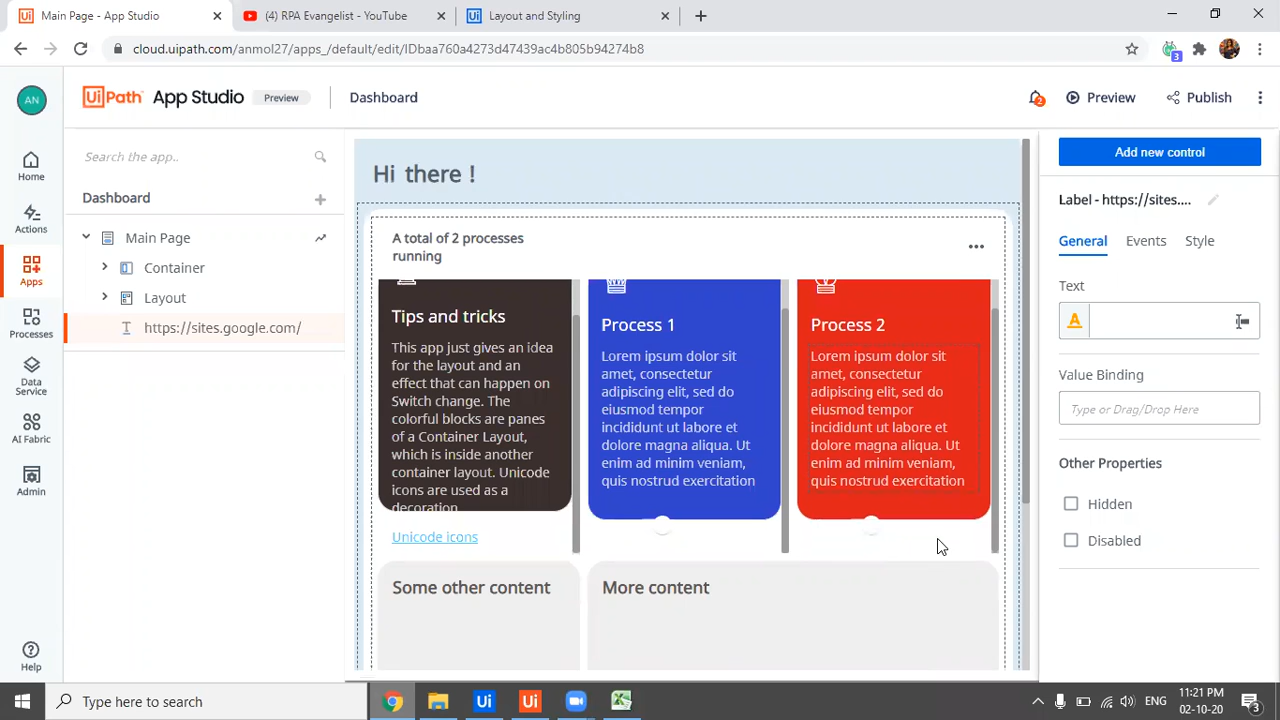 Main Page - App Studio
(4) RPA Evangelist - YouTube
Layout and Styling
cloud.uipath.com/anmol27/apps_/default/edit/IDbaa760a4273d47439ac4b805b94274b8
3
AN
UiPath App Studio
Preview
Dashboard
2
Preview
Publish
Home
Actions
Apps
Processes
Data
Service
AI Fabric
Admin
Help
Search the app..
Dashboard
Main Page
Container
Layout
https://sites.google.com/
Hi there !
A total of 2 processes
running
Tips and tricks
This app just gives an idea
for the layout and an
effect that can happen on
Switch change. The
colorful blocks are panes
of a Container Layout,
which is inside another
container layout. Unicode
icons are used as a
decoration
Unicode icons
Process 1
Lorem ipsum dolor sit
amet, consectetur
adipiscing elit, sed do
eiusmod tempor
incididunt ut labore et
dolore magna aliqua. Ut
enim ad minim veniam,
quis nostrud exercitation
Process 2
Lorem ipsum dolor sit
amet, consectetur
adipiscing elit, sed do
eiusmod tempor
incididunt ut labore et
dolore magna aliqua. Ut
enim ad minim veniam,
quis nostrud exercitation
Some other content
More content
Add new control
Label - https://sites....
General
Events
Style
Text
A
Value Binding
Type or Drag/Drop Here
Other Properties
Hidden
Disabled
Type here to search
Ui
Ui
ENG
11:21 PM
02-10-20
3